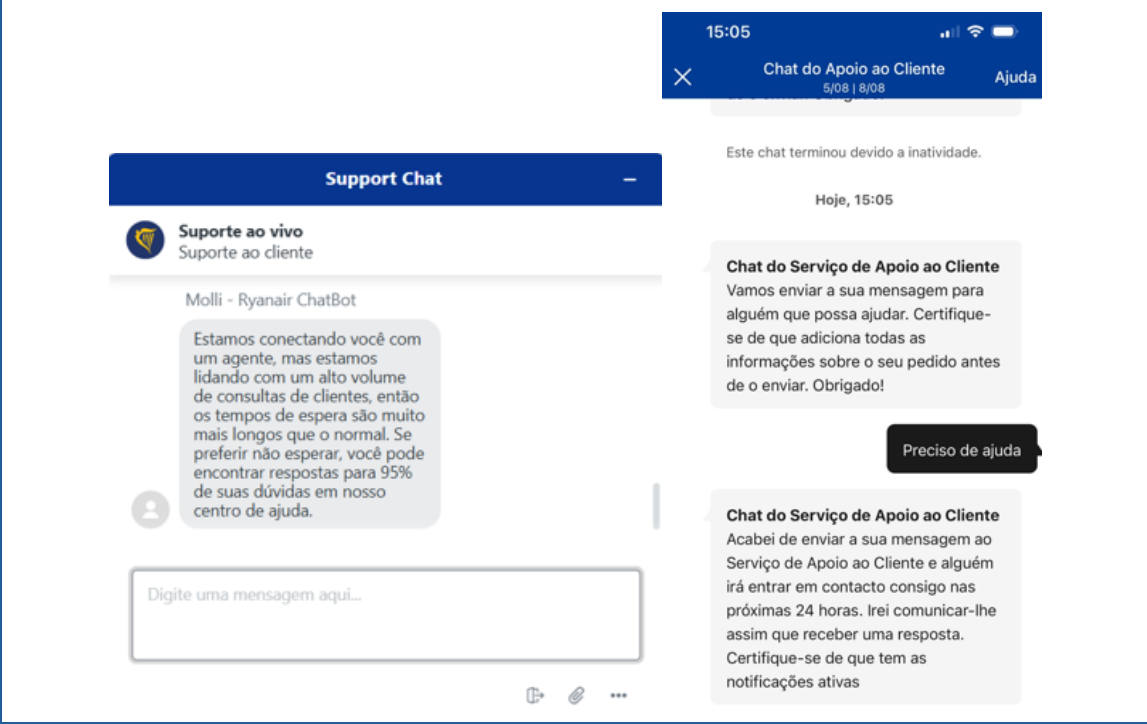 Support Chat
Suporte ao vivo
Suporte ao cliente
Molli - Ryanair ChatBot
Estamos conectando você com
um agente, mas estamos
lidando com um alto volume
de consultas de clientes, então
os tempos de espera são muito
mais longos que o normal. Se
preferir não esperar, você pode
encontrar respostas para 95%
de suas dúvidas em nosso
centro de ajuda.
Digite uma mensagem aqui...
15:05
Chat do Apoio ao Cliente
Ajuda
5/08 | 8/08
Este chat terminou devido a inatividade.
Hoje, 15:05
Chat do Serviço de Apoio ao Cliente
Vamos enviar a sua mensagem para
alguém que possa ajudar. Certifique-
se de que adiciona todas as
informações sobre o seu pedido antes
de o enviar. Obrigado!
Preciso de ajuda
Chat do Serviço de Apoio ao Cliente
Acabei de enviar a sua mensagem ao
Serviço de Apoio ao Cliente e alguém
irá entrar em contacto consigo nas
próximas 24 horas. Irei comunicar-lhe
assim que receber uma resposta.
Certifique-se de que tem as
notificações ativas